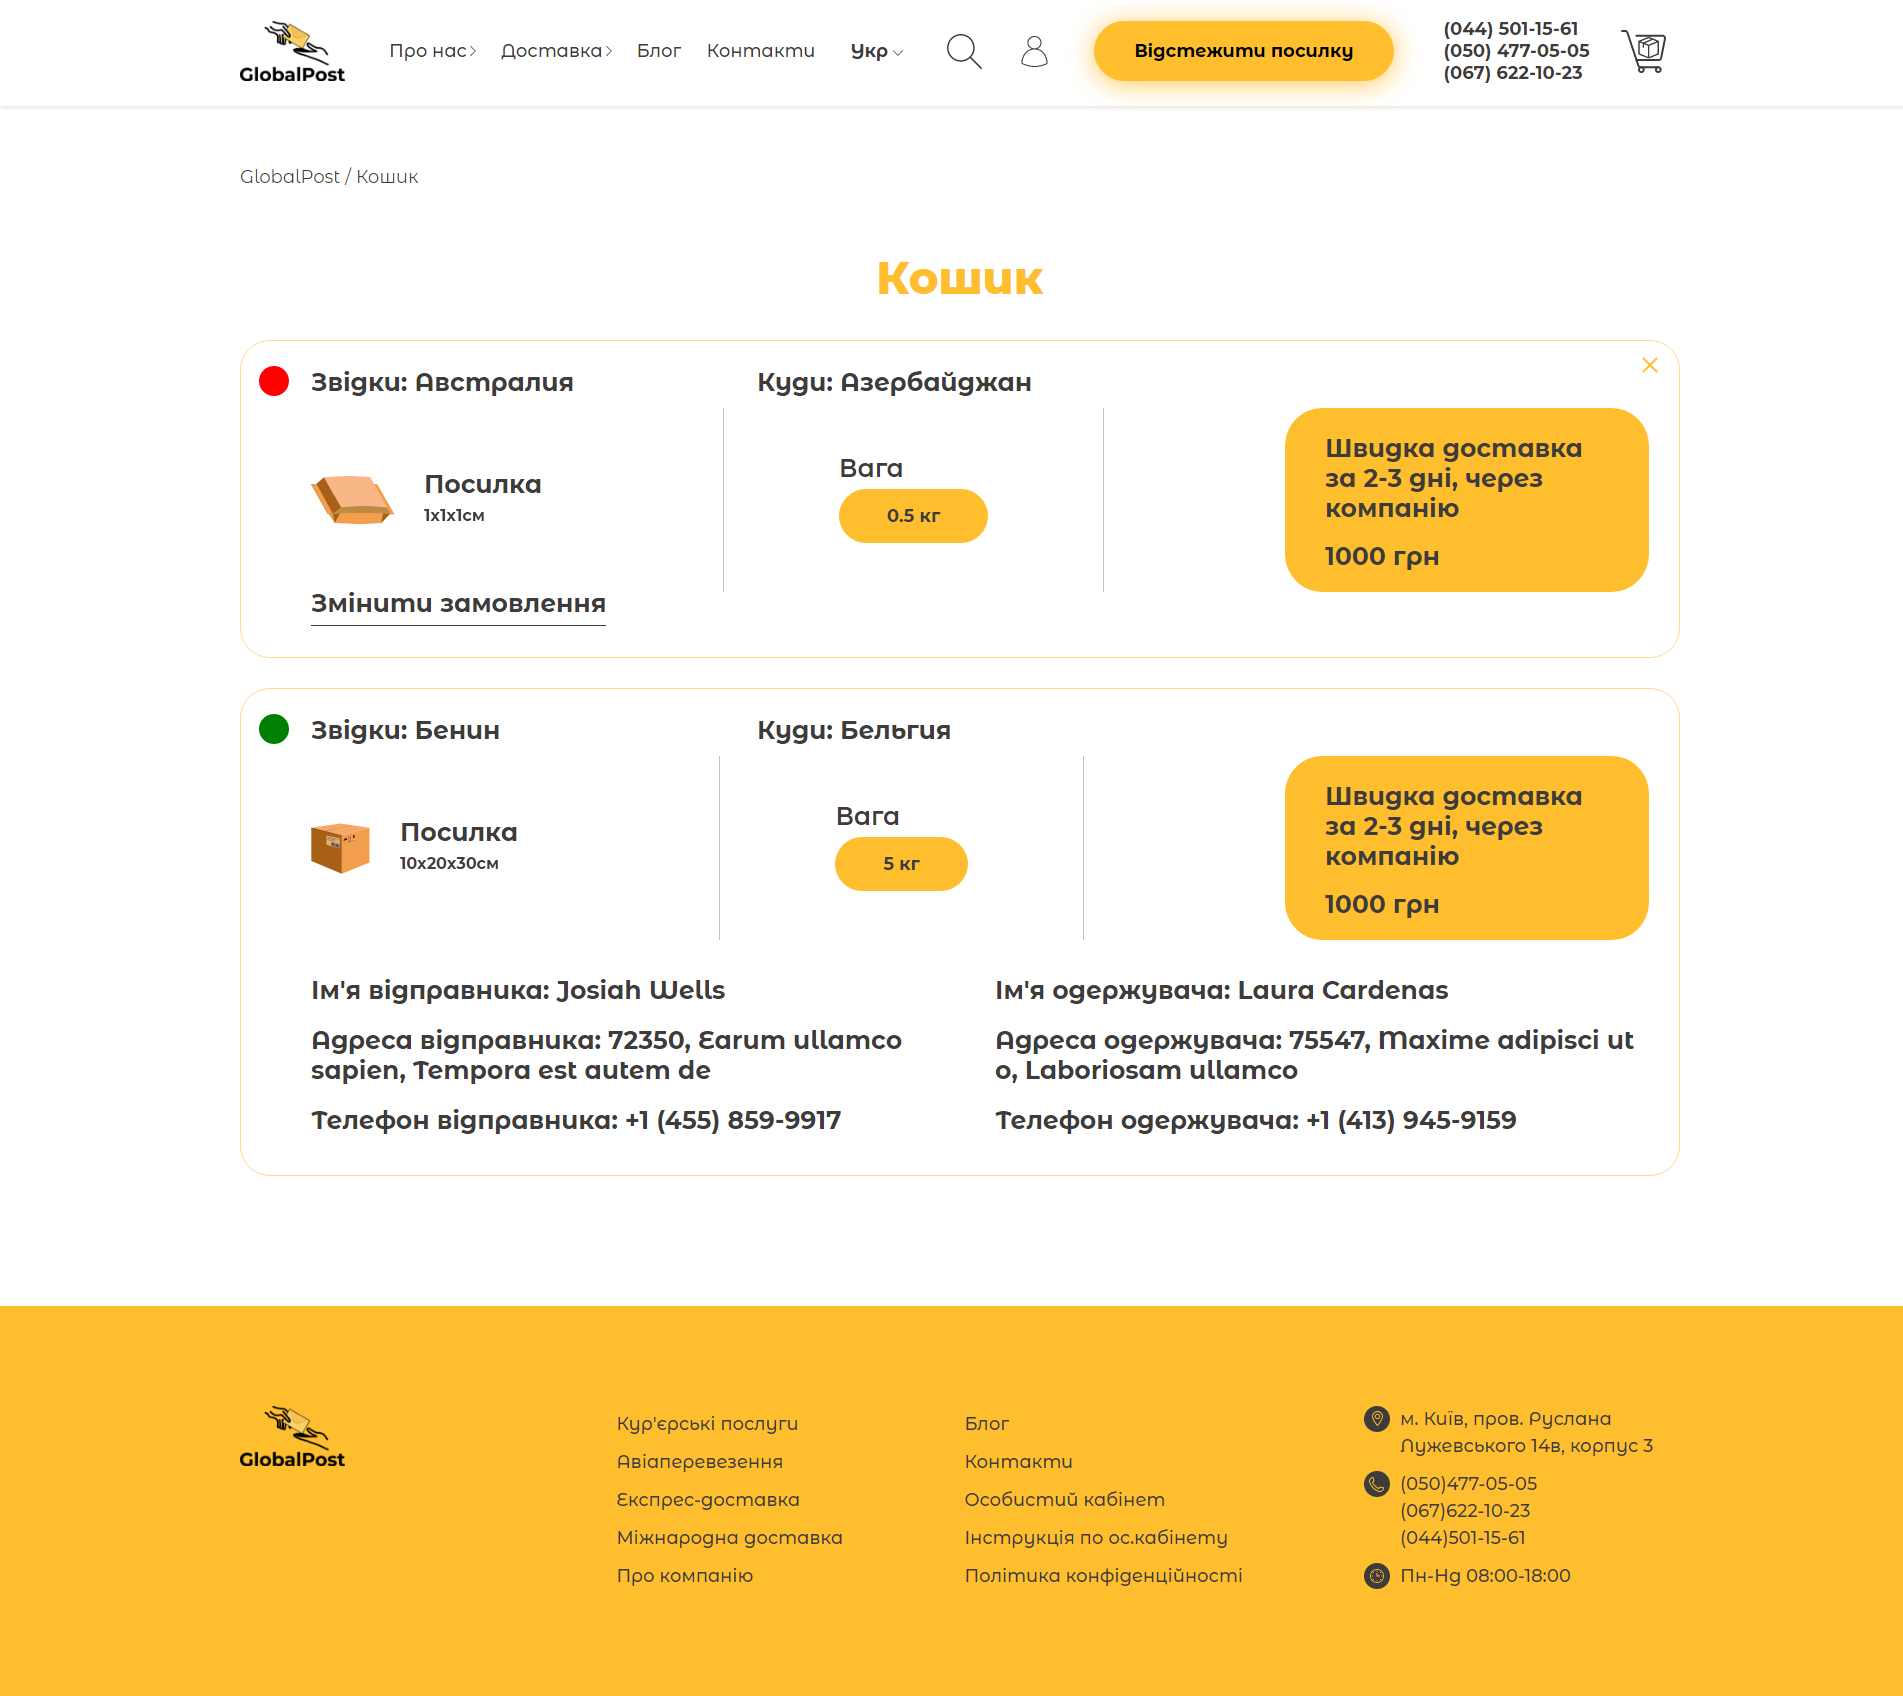 GlobalPost
Про нас
Доставка
Блог
Контакти
Укр
Відстежити посилку
(044) 501-15-61
(050) 477-05-05
(067) 622-10-23
GlobalPost / Кошик
Кошик
Звідки: Австралия
Куди: Азербайджан
Посилка
1x1x1см
Вага
0.5 кг
Швидка доставка
за 2-3 дні, через
компанію
1000 грн
Змінити замовлення
Звідки: Бенин
Куди: Бельгия
Посилка
10x20x30см
Вага
5 кг
Швидка доставка
за 2-3 дні, через
компанію
1000 грн
Ім'я відправника: Josiah Wells
Адреса відправника: 72350, Earum ullamco
sapien, Tempora est autem de
Телефон відправника: +1 (455) 859-9917
Ім'я одержувача: Laura Cardenas
Адреса одержувача: 75547, Maxime adipisci ut
o, Laboriosam ullamco
Телефон одержувача: +1 (413) 945-9159
GlobalPost
Кур'єрські послуги
Авіаперевезення
Експрес-доставка
Міжнародна доставка
Про компанію
Блог
Контакти
Особистий кабінет
Інструкція по ос.кабінету
Політика конфіденційності
м. Київ, пров. Руслана
Лужевського 14в, корпус 3
(050)477-05-05
(067)622-10-23
(044)501-15-61
Пн-Нд 08:00-18:00